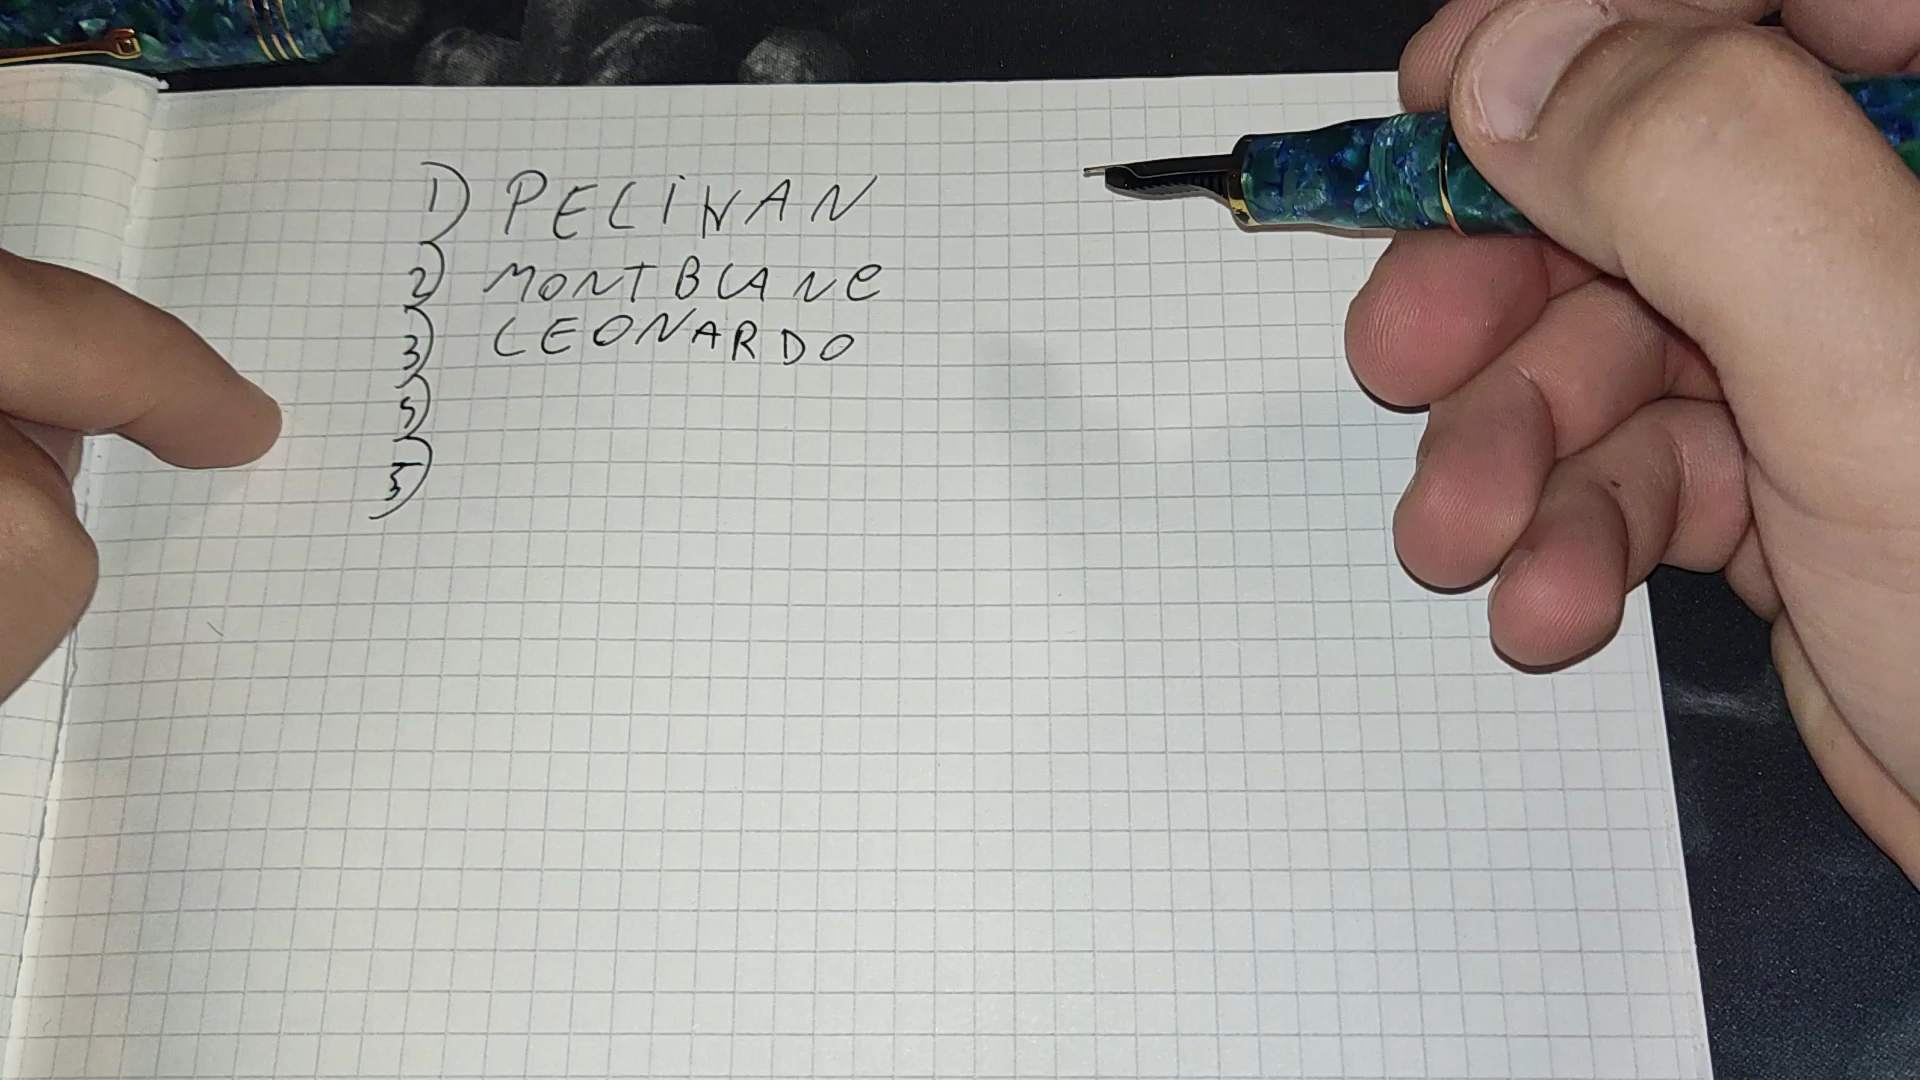 1) PELIKAN
2) MONTBLANC
3) LEONARDO
4)
5)